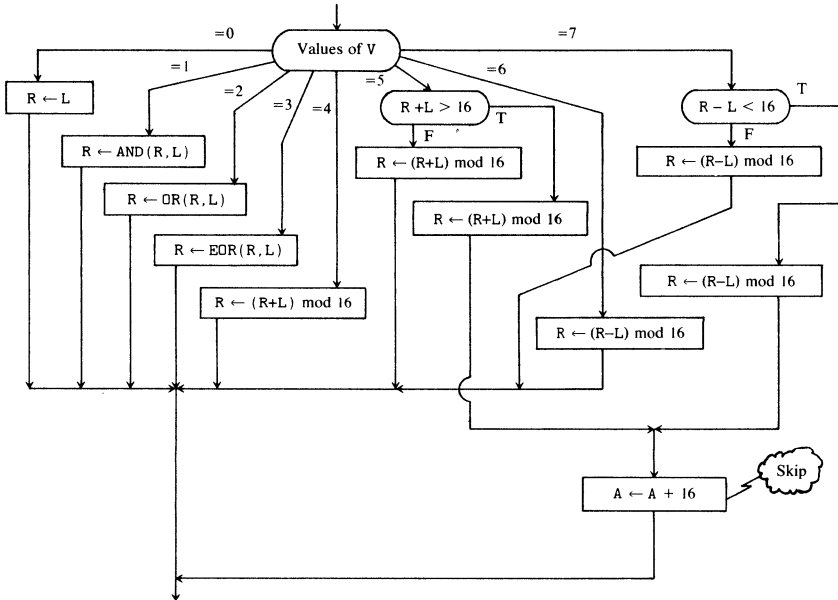 =0
Values of V
=7
=1
=2
=3
=4
=5
=6
R ← L
R +L > 16
T
F
R − L < 16
T
F
R ← AND(R,L)
R ← (R+L) mod 16
R ← (R−L) mod 16
R ← OR(R,L)
R ← (R+L) mod 16
R ← EOR(R,L)
R ← (R−L) mod 16
R ← (R+L) mod 16
R ← (R−L) mod 16
Skip
A ← A + 16